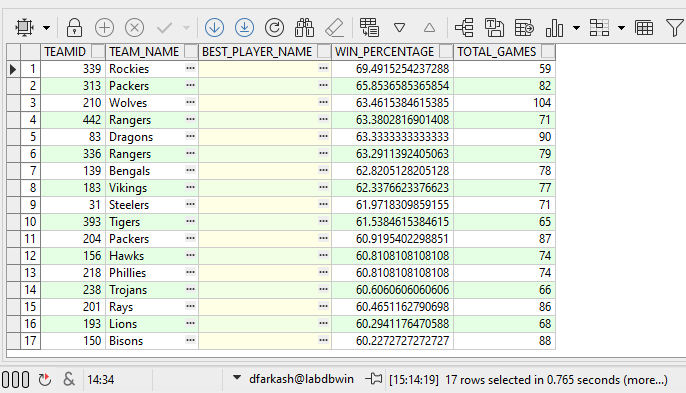 TEAMID TEAM_NAME BEST_PLAYER_NAME WIN_PERCENTAGE TOTAL_GAMES
1 339 Rockies ... ... 69.4915254237288 59
2 313 Packers ... ... 65.8536585365854 82
3 210 Wolves ... ... 63.4615384615385 104
4 442 Rangers ... ... 63.3802816901408 71
5 83 Dragons ... ... 63.3333333333333 90
6 336 Rangers ... ... 63.2911392405063 79
7 139 Bengals ... ... 62.8205128205128 78
8 183 Vikings ... ... 62.3376623376623 77
9 31 Steelers ... ... 61.9718309859155 71
10 393 Tigers ... ... 61.5384615384615 65
11 204 Packers ... ... 60.9195402298851 87
12 156 Hawks ... ... 60.8108108108108 74
13 218 Phillies ... ... 60.8108108108108 74
14 238 Trojans ... ... 60.6060606060606 66
15 201 Rays ... ... 60.4651162790698 86
16 193 Lions ... ... 60.2941176470588 68
17 150 Bisons ... ... 60.2272727272727 88
& 14:34 dfarkash@labdbwin [15:14:19] 17 rows selected in 0.765 seconds (more...)